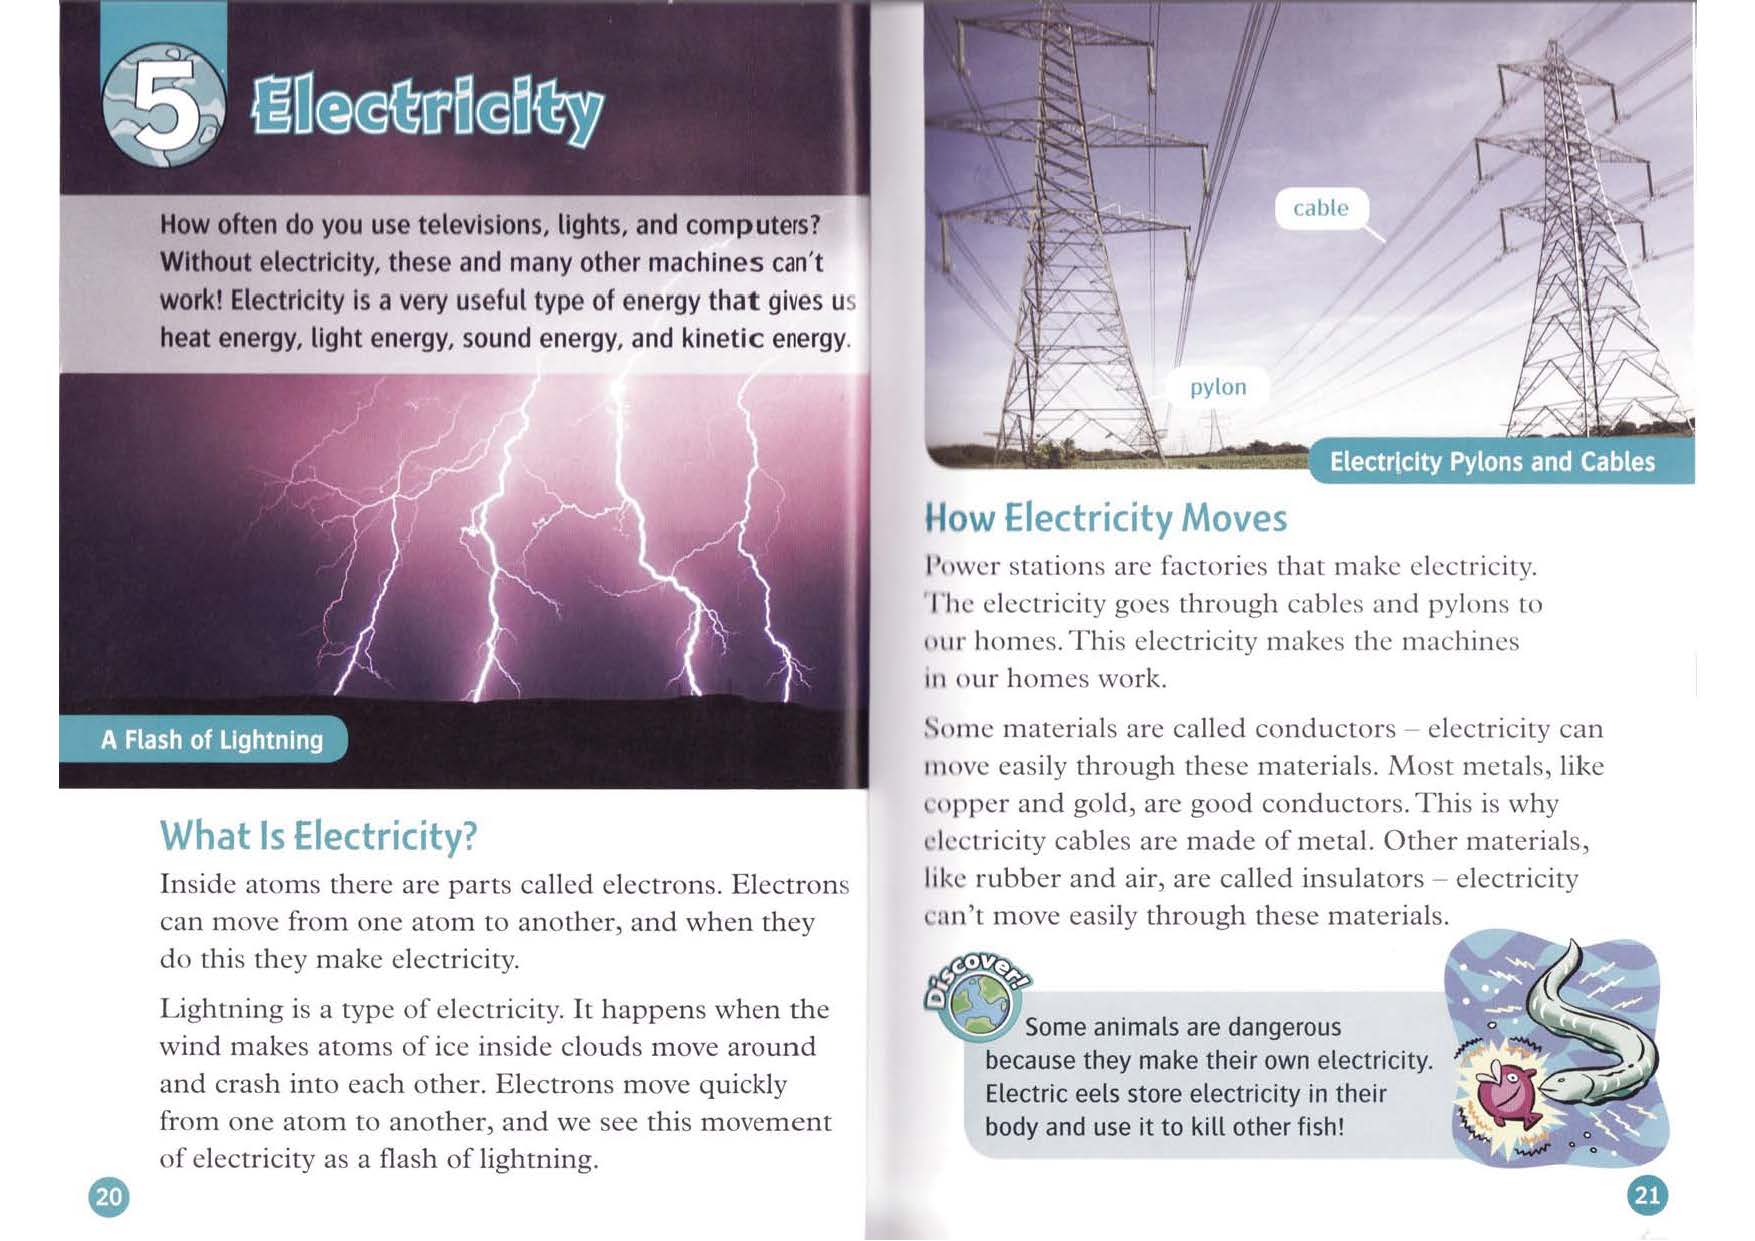 5 Electricity
How often do you use televisions, lights, and computers?
Without electricity, these and many other machines can't
work! Electricity is a very useful type of energy that gives us
heat energy, light energy, sound energy, and kinetic energy.
A Flash of Lightning
What Is Electricity?
Inside atoms there are parts called electrons. Electrons
can move from one atom to another, and when they
do this they make electricity.
Lightning is a type of electricity. It happens when the
wind makes atoms of ice inside clouds move around
and crash into each other. Electrons move quickly
from one atom to another, and we see this movement
of electricity as a flash of lightning.
20
cable
pylon
Electricity Pylons and Cables
How Electricity Moves
Power stations are factories that make electricity.
The electricity goes through cables and pylons to
our homes. This electricity makes the machines
in our homes work.
Some materials are called conductors – electricity can
move easily through these materials. Most metals, like
copper and gold, are good conductors. This is why
electricity cables are made of metal. Other materials,
like rubber and air, are called insulators – electricity
can't move easily through these materials.
Discover!
Some animals are dangerous
because they make their own electricity.
Electric eels store electricity in their
body and use it to kill other fish!
21